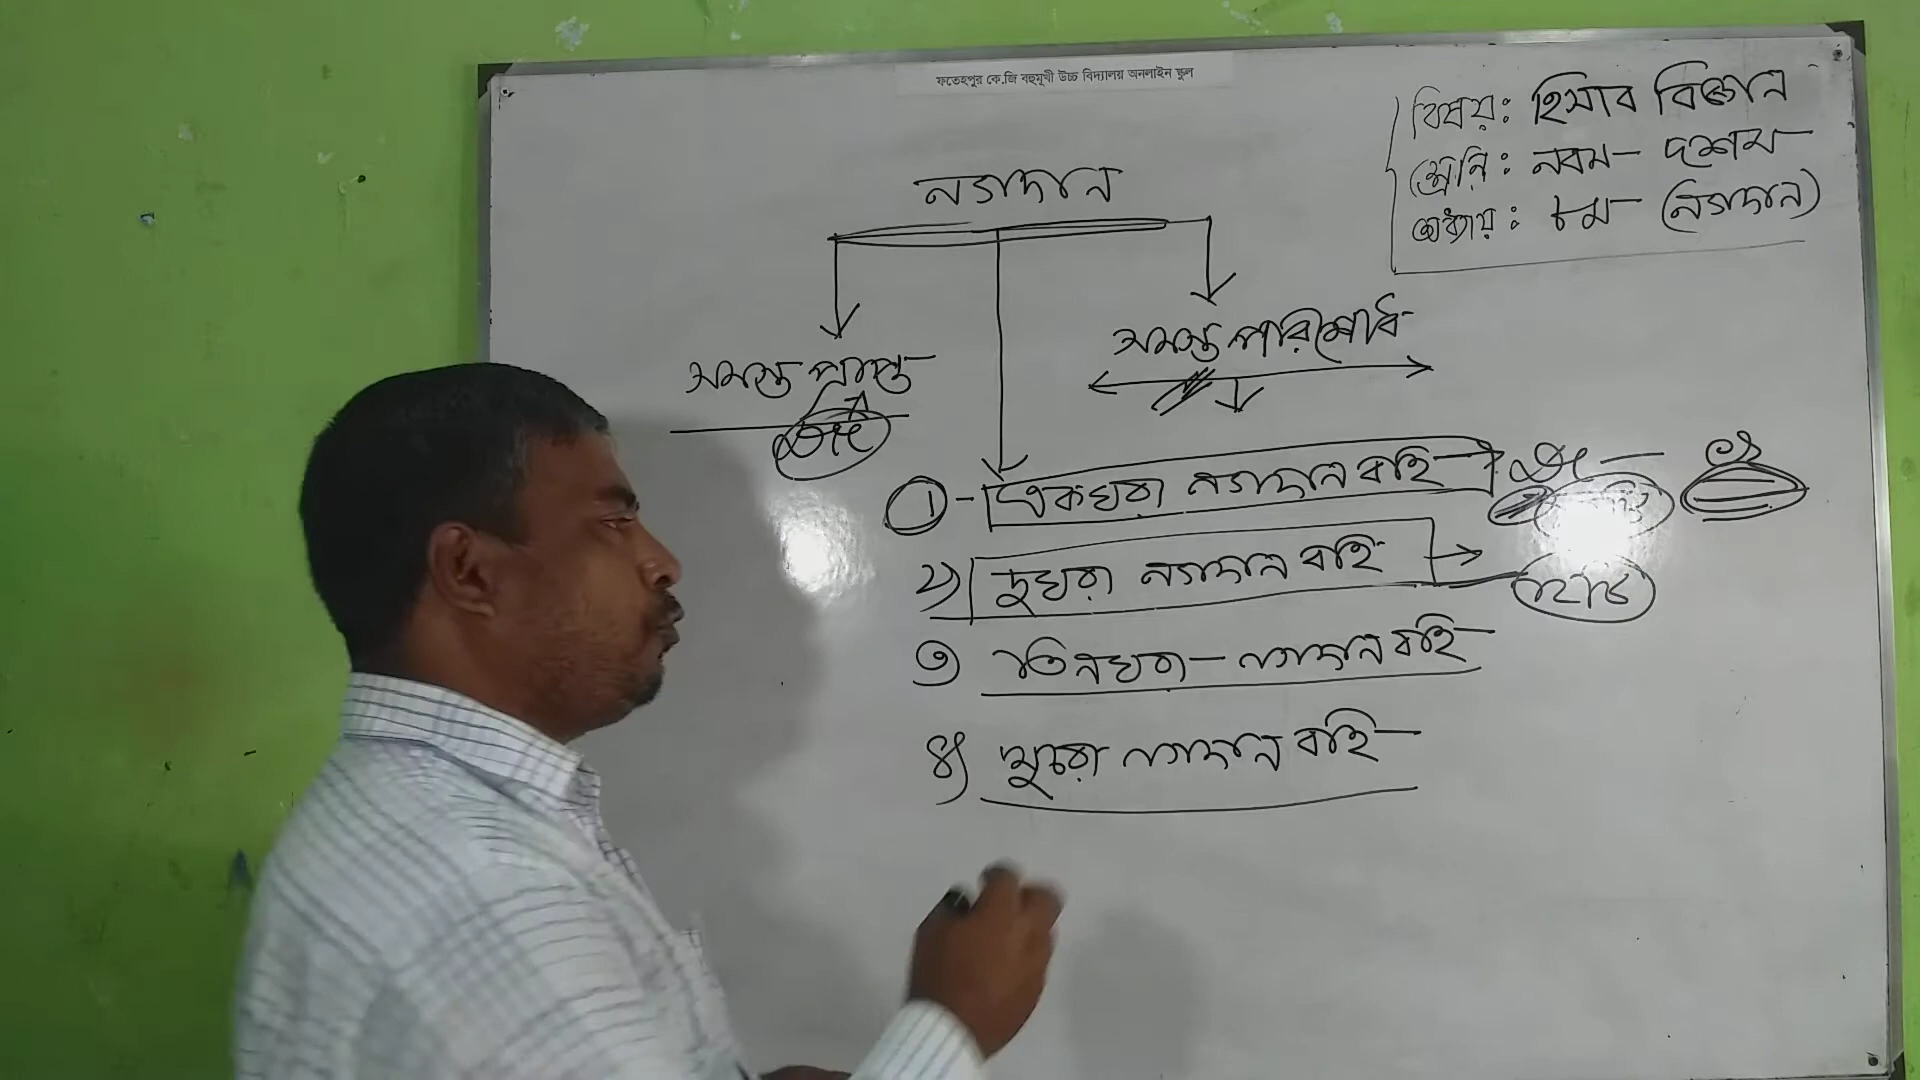 ফতেহপুর কে.জি বহুমুখী উচ্চ বিদ্যালয় অনলাইন স্কুল
বিষয়ঃ হিসাব বিজ্ঞান
শ্রেনিঃ নবম - দশম
অধ্যায়ঃ ৮ম - (নগদান)
নগদান
সমস্ত প্রাপ্ত
সমস্ত পরিশোধ
১ - একঘরা নগদান বহি
২) দুঘরা নগদান বহি
৩) তিনঘরা - নগদান বহি
৪) খুচরা নগদান বহি